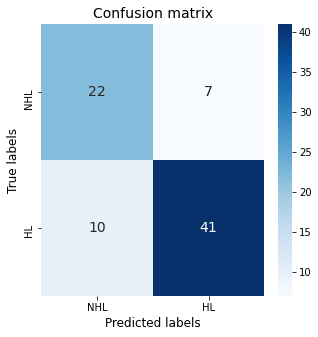 Confusion matrix
NHL
22
7
HL
10
41
True labels
NHL
HL
Predicted labels
40
35
30
25
20
15
10